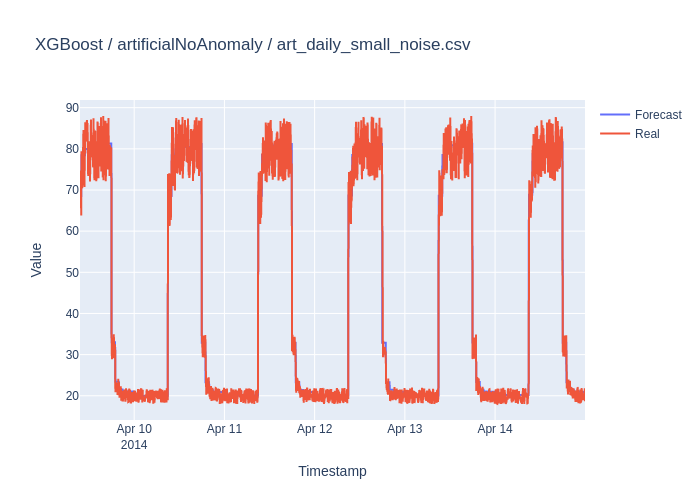 XGBoost / artificialNoAnomaly / art_daily_small_noise.csv
Forecast
Real
90
80
70
60
50
40
30
20
Value
Apr 10
2014
Apr 11
Apr 12
Apr 13
Apr 14
Timestamp